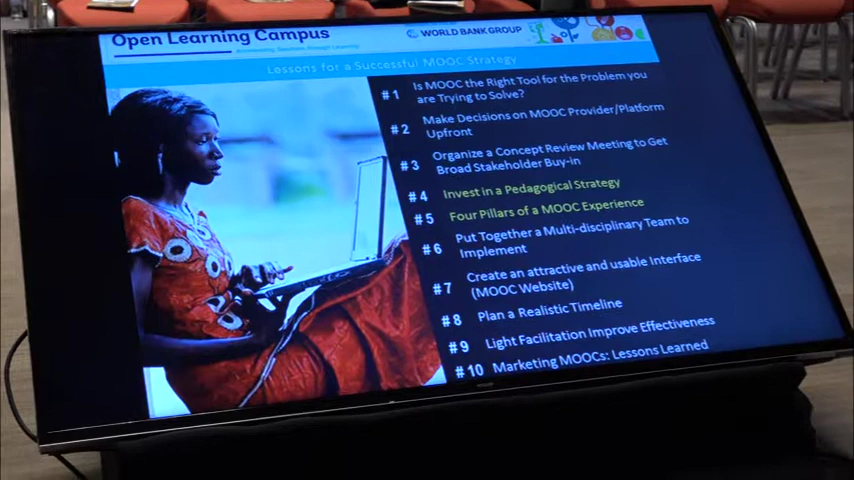 Open Learning Campus
Accelerating Solutions through Learning
WORLD BANK GROUP
Lessons for a Successful MOOC Strategy
#1 Is MOOC the Right Tool for the Problem you
are Trying to Solve?
#2 Make Decisions on MOOC Provider/Platform
Upfront
#3 Organize a Concept Review Meeting to Get
Broad Stakeholder Buy-in
#4 Invest in a Pedagogical Strategy
#5 Four Pillars of a MOOC Experience
#6 Put Together a Multi-disciplinary Team to
Implement
#7 Create an attractive and usable Interface
(MOOC Website)
#8 Plan a Realistic Timeline
#9 Light Facilitation Improve Effectiveness
#10 Marketing MOOCs: Lessons Learned